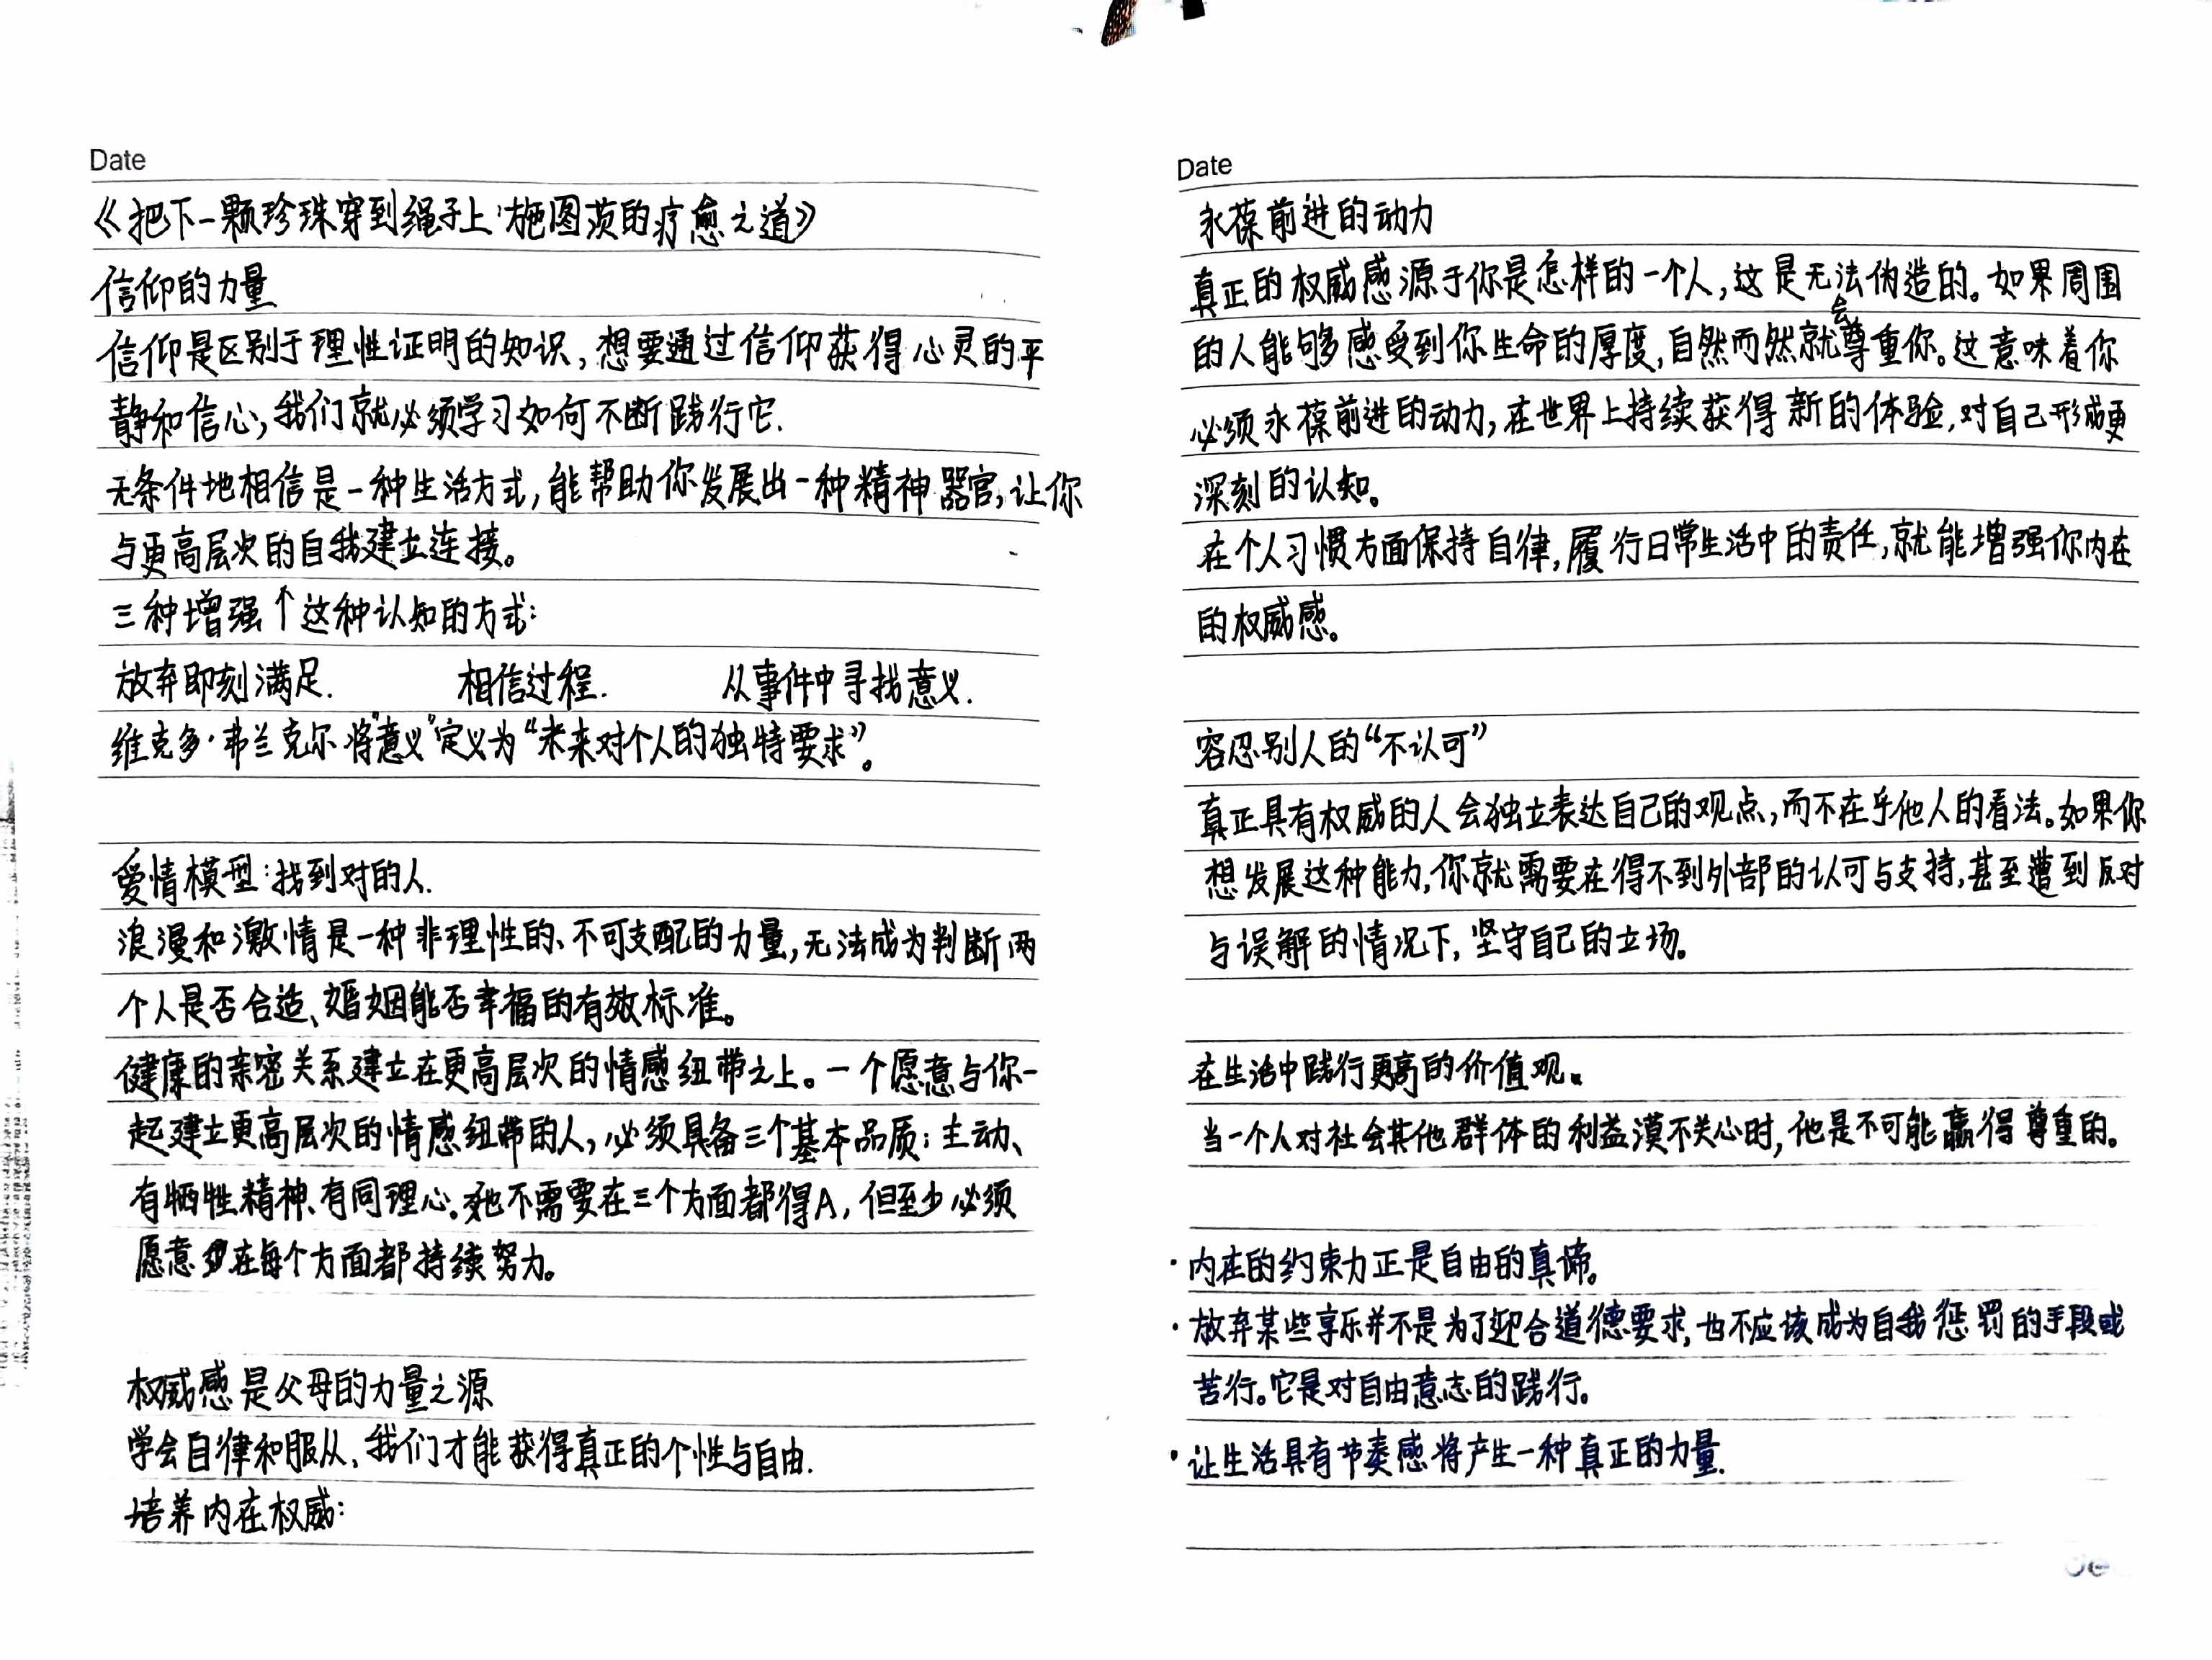 Date
《把下一颗珍珠穿到绳子上：施图茨的疗愈之道》
信仰的力量
信仰是区别于理性证明的知识，想要通过信仰获得心灵的平
静和信心，我们就必须学习如何不断践行它.
无条件地相信是一种生活方式，能帮助你发展出一种精神器官，让你
与更高层次的自我建立连接。
三种增强↑这种认知的方式：
放弃即刻满足. 相信过程. 从事件中寻找意义.
维克多·弗兰克尔将“意义”定义为“未来对个人的独特要求”。
爱情模型：找到对的人.
浪漫和激情是一种非理性的、不可支配的力量，无法成为判断两
个人是否合适、婚姻能否幸福的有效标准。
健康的亲密关系建立在更高层次的情感纽带之上。一个愿意与你一
起建立更高层次的情感纽带的人，必须具备三个基本品质：主动、
有牺牲精神、有同理心。她不需要在三个方面都得A，但至少必须
愿意在每个方面都持续努力。
权威感是父母的力量之源
学会自律和服从，我们才能获得真正的个性与自由.
培养内在权威：
Date
永葆前进的动力
真正的权威感源于你是怎样的一个人，这是无法伪造的。如果周围
的人能够感受到你生命的厚度，自然而然就会尊重你。这意味着你
必须永葆前进的动力，在世界上持续获得新的体验，对自己形成更
深刻的认知。
在个人习惯方面保持自律，履行日常生活中的责任，就能增强你内在
的权威感。
容忍别人的“不认可”
真正具有权威的人会独立表达自己的观点，而不在乎他人的看法。如果你
想发展这种能力，你就需要在得不到外部的认可与支持，甚至遭到反对
与误解的情况下，坚守自己的立场。
在生活中践行更高的价值观。
当一个人对社会其他群体的利益漠不关心时，他是不可能赢得尊重的。
·内在的约束力正是自由的真谛。
·放弃某些享乐并不是为了迎合道德要求，也不应该成为自我惩罚的手段或
苦行。它是对自由意志的践行。
·让生活具有节奏感将产生一种真正的力量.